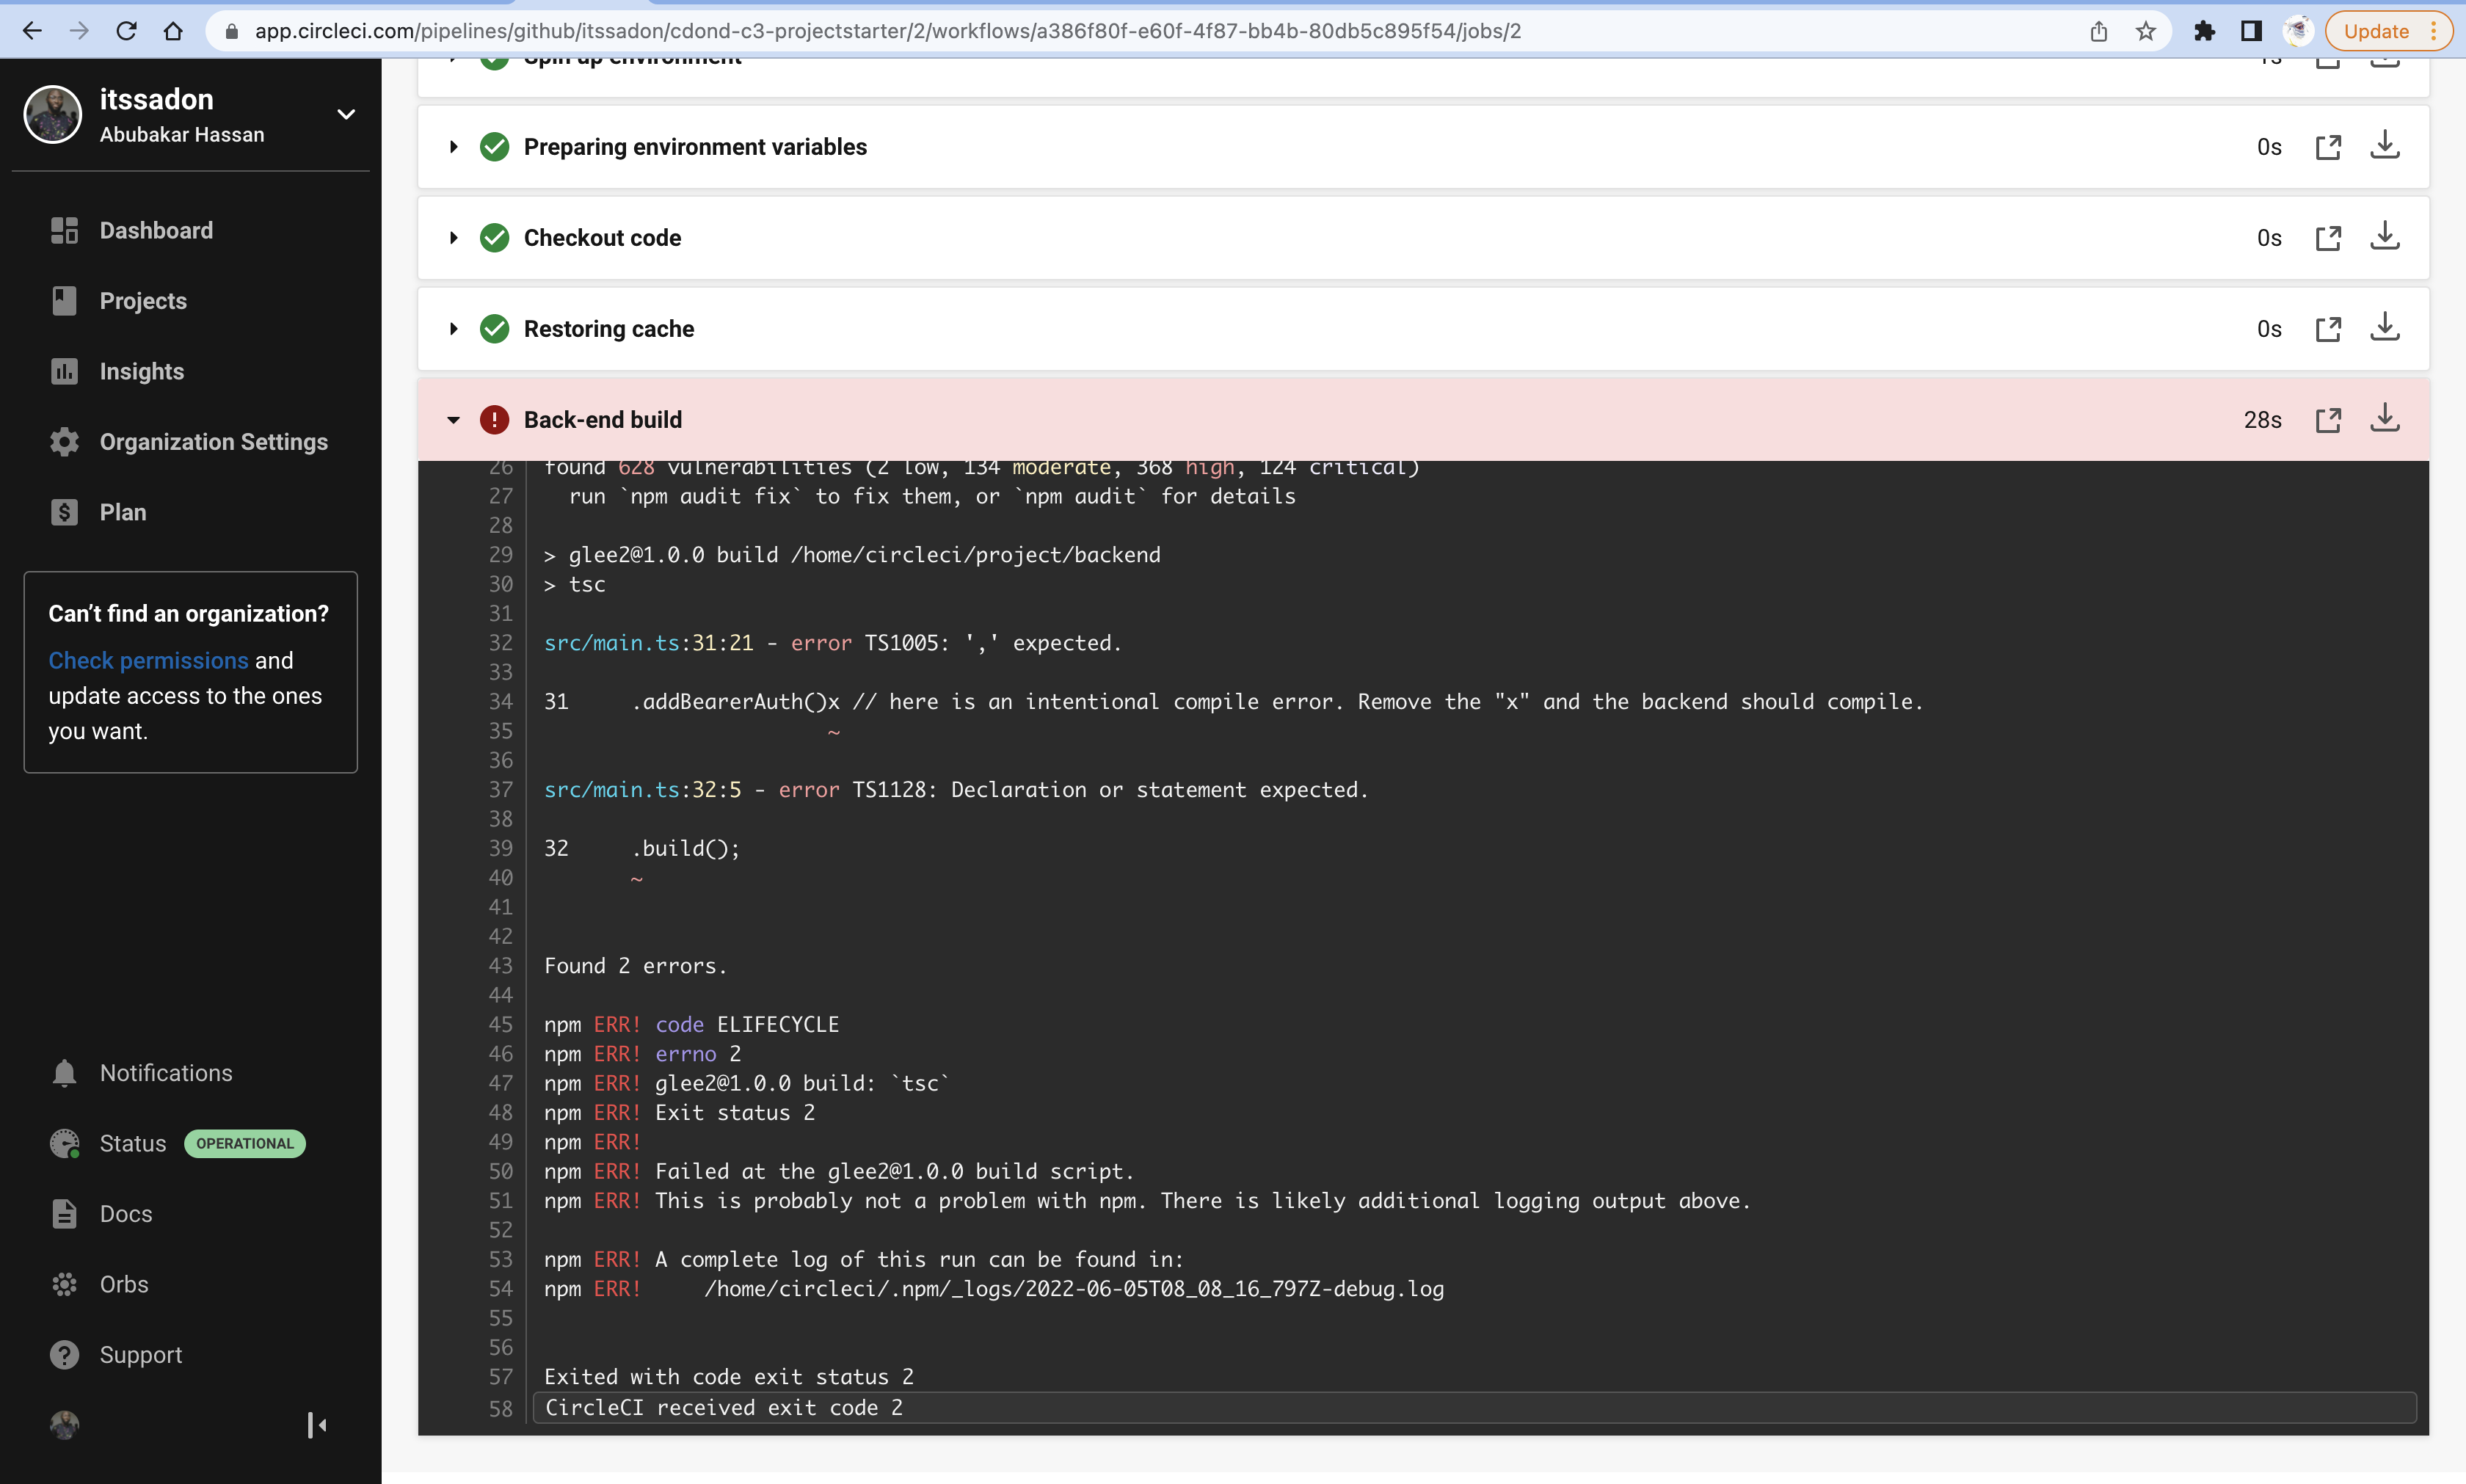 app.circleci.com/pipelines/github/itssadon/cdond-c3-projectstarter/2/workflows/a386f80f-e60f-4f87-bb4b-80db5c895f54/jobs/2
Update
itssadon
Abubakar Hassan
Dashboard
Projects
Insights
Organization Settings
Plan
Can't find an organization?
Check permissions and
update access to the ones
you want.
Notifications
Status OPERATIONAL
Docs
Orbs
Support
Spin up environment 1s
Preparing environment variables 0s
Checkout code 0s
Restoring cache 0s
Back-end build 28s
26 found 628 vulnerabilities (2 low, 134 moderate, 368 high, 124 critical)
27 run `npm audit fix` to fix them, or `npm audit` for details
28
29 > glee2@1.0.0 build /home/circleci/project/backend
30 > tsc
31
32 src/main.ts:31:21 - error TS1005: ',' expected.
33
34 31 .addBearerAuth()x // here is an intentional compile error. Remove the "x" and the backend should compile.
35 ~
36
37 src/main.ts:32:5 - error TS1128: Declaration or statement expected.
38
39 32 .build();
40 ~
41
42
43 Found 2 errors.
44
45 npm ERR! code ELIFECYCLE
46 npm ERR! errno 2
47 npm ERR! glee2@1.0.0 build: `tsc`
48 npm ERR! Exit status 2
49 npm ERR!
50 npm ERR! Failed at the glee2@1.0.0 build script.
51 npm ERR! This is probably not a problem with npm. There is likely additional logging output above.
52
53 npm ERR! A complete log of this run can be found in:
54 npm ERR! /home/circleci/.npm/_logs/2022-06-05T08_08_16_797Z-debug.log
55
56
57 Exited with code exit status 2
58 CircleCI received exit code 2